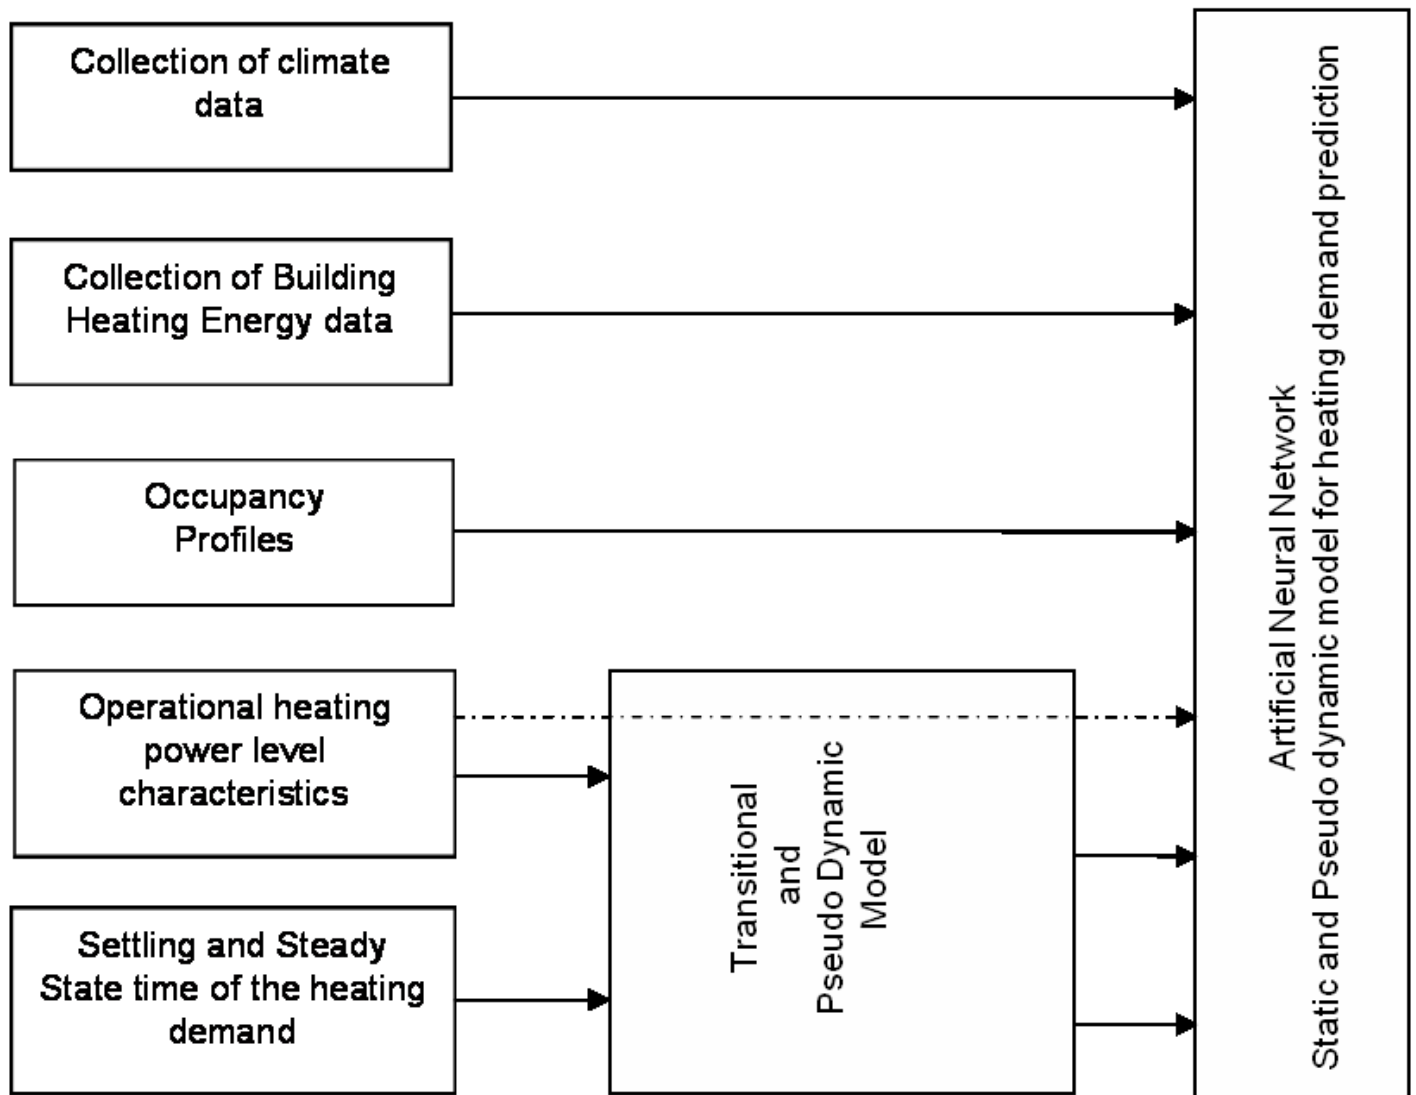 Collection of climate
data
Collection of Building
Heating Energy data
Occupancy
Profiles
Operational heating
power level
characteristics
Settling and Steady
State time of the heating
demand
Transitional
and
Pseudo Dynamic
Model
Artificial Neural Network
Static and Pseudo dynamic model for heating demand prediction